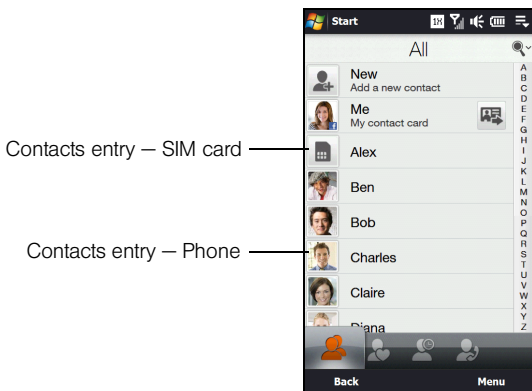 Start
1X
All
New
Add a new contact
Me
My contact card
Contacts entry – SIM card
Alex
Ben
Bob
Contacts entry – Phone
Charles
Claire
Diana
A
B
C
D
E
F
G
H
I
J
K
L
M
N
O
P
Q
R
S
T
U
V
W
X
Y
Z
Back
Menu